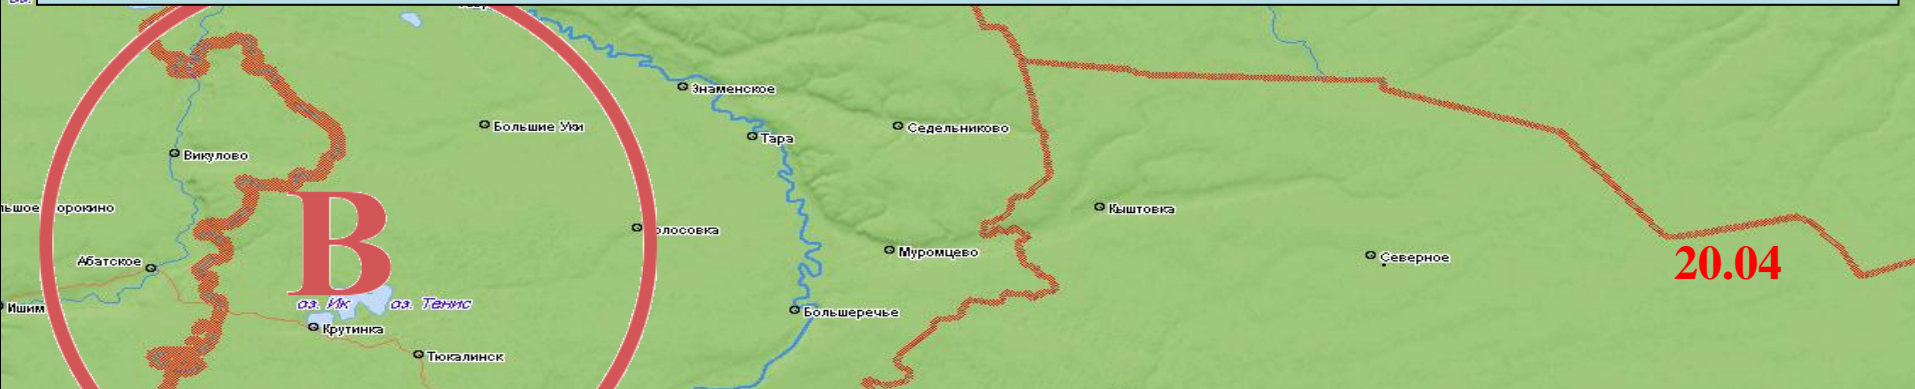 Знаменское
Большие Уки
Седельниково
Тара
Викулово
Кыштовка
Абатское
Муромцево
Северное
20.04
В
оз. Ик
оз. Тенис
Ишим
Большеречье
Крутинка
Тюкалинск